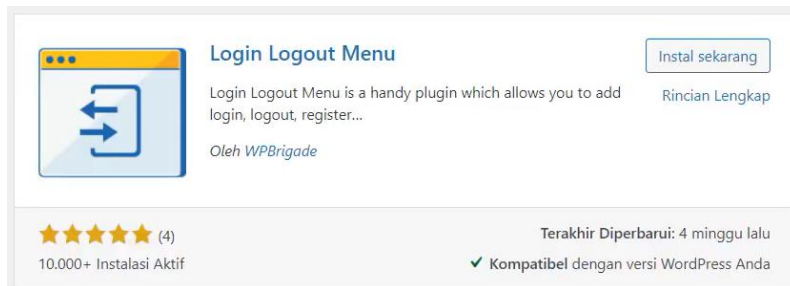 Login Logout Menu
Instal sekarang
Login Logout Menu is a handy plugin which allows you to add
login, logout, register...
Rincian Lengkap
Oleh WPBrigade
(4)
Terakhir Diperbarui: 4 minggu lalu
10.000+ Instalasi Aktif
Kompatibel dengan versi WordPress Anda